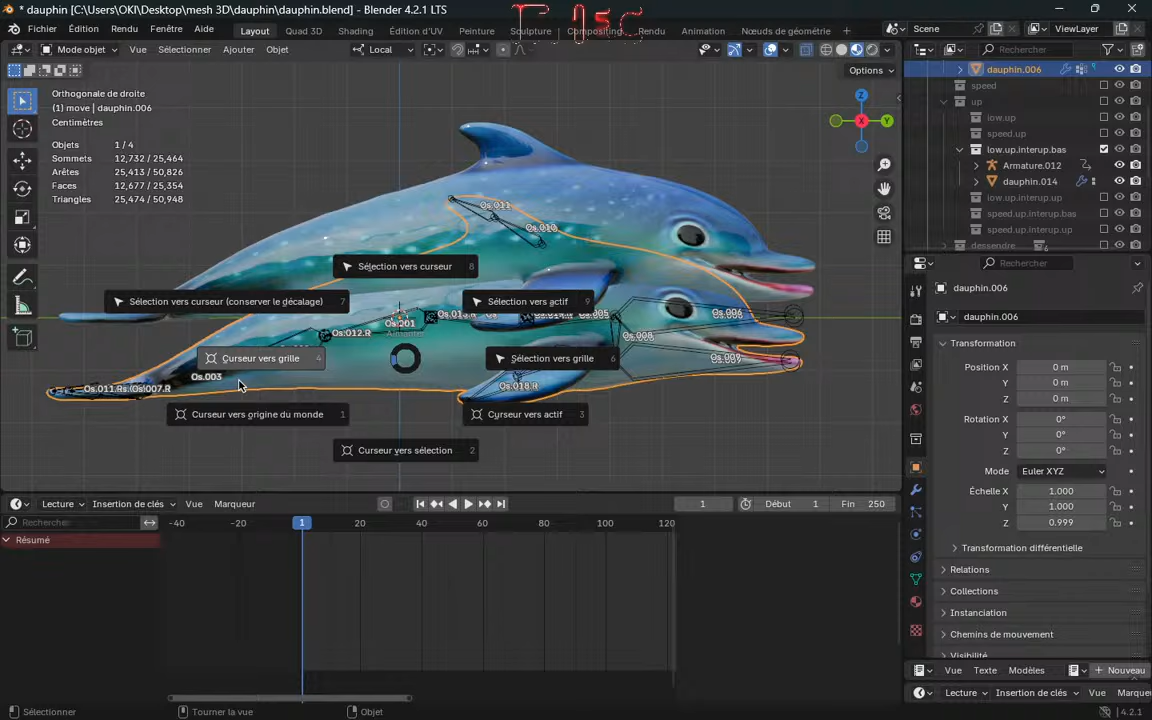 * dauphin [C:\Users\OKI\Desktop\mesh 3D\dauphin\dauphin.blend] - Blender 4.2.1 LTS
Fichier Édition Rendu Fenêtre Aide Layout Quad 3D Shading Édition d'UV Peinture Sculpture Compositing Rendu Animation Nœuds de géométrie + Scene ViewLayer
Mode objet Vue Sélectionner Ajouter Objet Local Rechercher
Options
Orthogonale de droite
(1) move | dauphin.006
Centimètres
Objets 1 / 4
Sommets 12,732 / 25,464
Arêtes 25,413 / 50,826
Faces 12,677 / 25,354
Triangles 25,474 / 50,948
Z
X
Y
Os.011
Os.010
Sélection vers curseur 8
Sélection vers curseur (conserver le décalage) 7
Sélection vers actif 9
Os.005
Os.006
Os.001
Os.012.R
Os.008
Curseur vers grille 4
Sélection vers grille 6
Os.003
Os.018.R
Curseur vers origine du monde 1
Curseur vers actif 3
Curseur vers sélection 2
dauphin.006
speed
up
low.up
speed.up
low.up.interup.bas
Armature.012
dauphin.014
low.up.interup.up
speed.up.interup.bas
speed.up.interup.up
dessendre
Rechercher
dauphin.006
dauphin.006
Transformation
Position X 0 m
Y 0 m
Z 0 m
Rotation X 0°
Y 0°
Z 0°
Mode Euler XYZ
Échelle X 1.000
Y 1.000
Z 0.999
Transformation différentielle
Relations
Collections
Instanciation
Chemins de mouvement
Visibilité
Vue Texte Modèles + Nouveau
Lecture Insertion de clés Vue
Lecture Insertion de clés Vue Marqueur 1 Début 1 Fin 250
Rechercher -40 -20 1 20 40 60 80 100 120
Résumé
Sélectionner Tourner la vue Objet 4.2.1